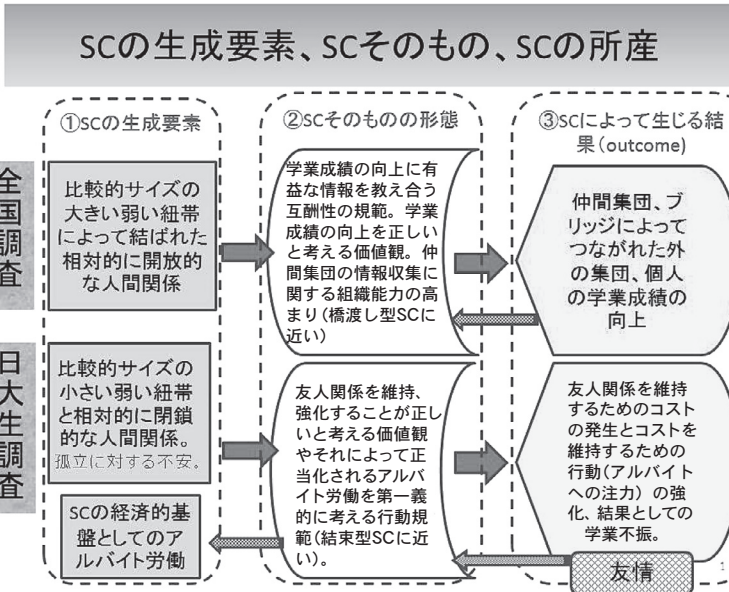 SCの生成要素、SCそのもの、SCの所産
①SCの生成要素
②SCそのものの形態
③SCによって生じる結
果(outcome)
全国調査
比較的サイズの
大きい弱い紐帯
によって結ばれた
相対的に開放的
な人間関係
学業成績の向上に有
益な情報を教え合う
互酬性の規範。学業
成績の向上を正しい
と考える価値観。仲
間集団の情報収集に
関する組織能力の高
まり(橋渡し型SCに
近い)
仲間集団、ブ
リッジによって
つながれた外
の集団、個人
の学業成績の
向上
日大生調査
比較的サイズの
小さい弱い紐帯
と相対的に閉鎖
的な人間関係。
孤立に対する不安。
SCの経済的基
盤としてのア
ルバイト労働
友人関係を維持、
強化することが正し
いと考える価値観
やそれによって正
当化されるアルバ
イト労働を第一義
的に考える行動規
範(結束型SCに近
い)。
友人関係を維持
するためのコスト
の発生とコストを
維持するための
行動(アルバイト
への注力)の強
化、結果としての
学業不振。
友情
1